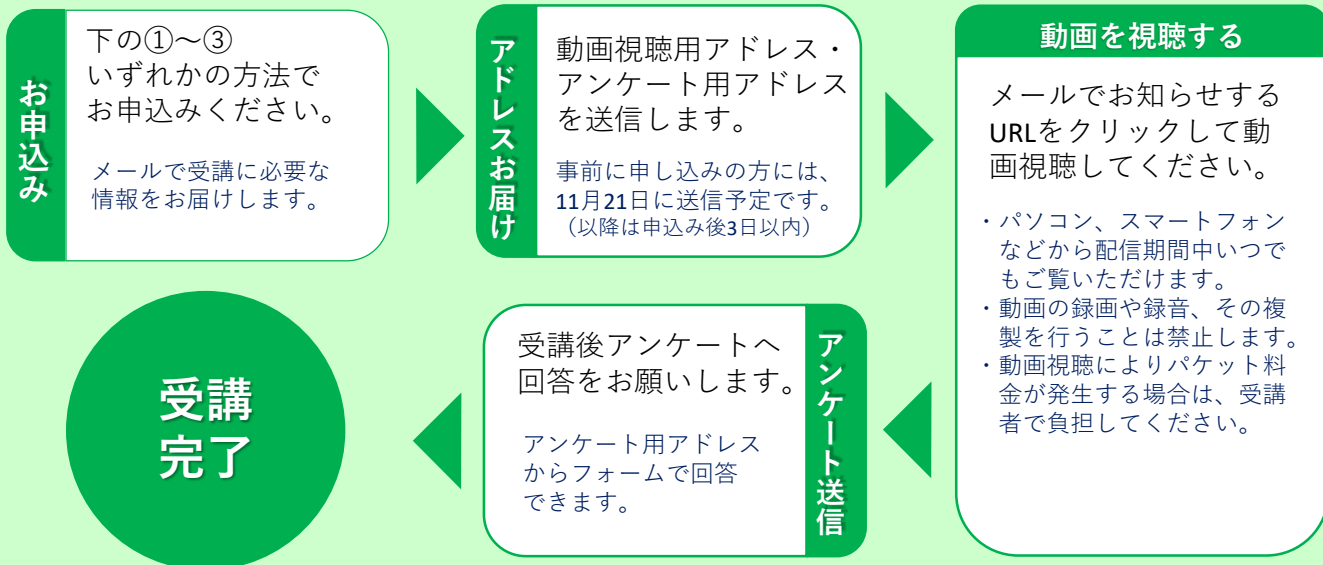 お申込み
下の①～③
いずれかの方法で
お申込みください。
メールで受講に必要な
情報をお届けします。
アドレスお届け
動画視聴用アドレス・
アンケート用アドレス
を送信します。
事前に申し込みの方には、
11月21日に送信予定です。
（以降は申込み後3日以内）
動画を視聴する
メールでお知らせする
URLをクリックして動
画視聴してください。
・パソコン、スマートフォン
などから配信期間中いつで
もご覧いただけます。
・動画の録画や録音、その複
製を行うことは禁止します。
・動画視聴によりパケット料
金が発生する場合は、受講
者で負担してください。
アンケート送信
受講後アンケートへ
回答をお願いします。
アンケート用アドレス
からフォームで回答
できます。
受講
完了